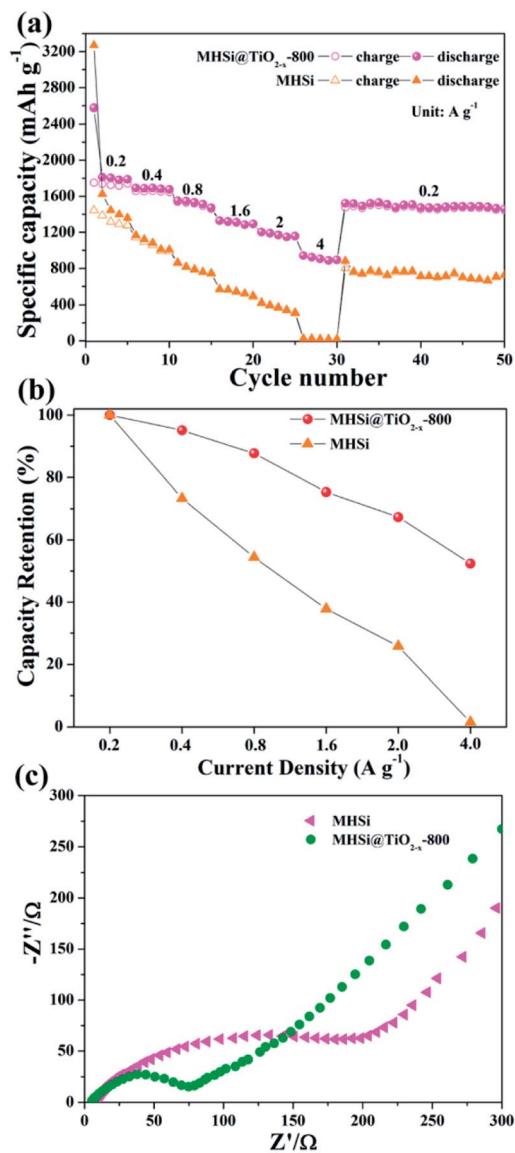 (a)
3200
2800
2400
2000
1600
1200
800
400
0
Specific capacity (mAh g⁻¹)
MHSi@TiO₂₋ₓ-800 charge discharge
MHSi charge discharge
Unit: A g⁻¹
0.2
0.4
0.8
1.6
2
4
0.2
0 10 20 30 40 50
Cycle number
(b)
100
80
60
40
20
0
Capacity Retention (%)
MHSi@TiO₂₋ₓ-800
MHSi
0.2 0.4 0.8 1.6 2.0 4.0
Current Density (A g⁻¹)
(c)
300
250
200
150
100
50
0
-Z''/Ω
MHSi
MHSi@TiO₂₋ₓ-800
0 50 100 150 200 250 300
Z'/Ω